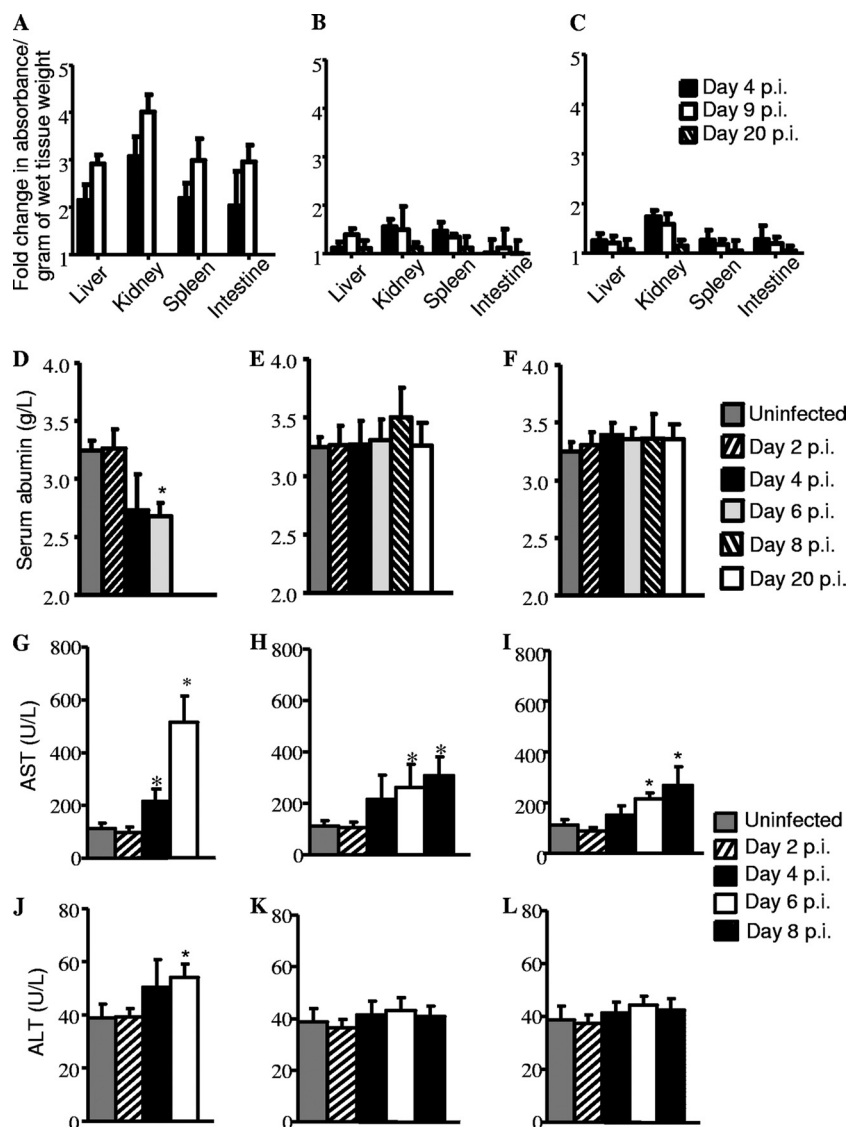 A
B
C
Fold change in absorbance/
gram of wet tissue weight
5
4
3
2
1
Liver
Kidney
Spleen
Intestine
5
4
3
2
1
Liver
Kidney
Spleen
Intestine
5
4
3
2
1
Liver
Kidney
Spleen
Intestine
Day 4 p.i.
Day 9 p.i.
Day 20 p.i.
D
E
F
Serum abumin (g/L)
4.0
3.5
3.0
2.5
2.0
*
4.0
3.5
3.0
2.5
2.0
4.0
3.5
3.0
2.5
2.0
Uninfected
Day 2 p.i.
Day 4 p.i.
Day 6 p.i.
Day 8 p.i.
Day 20 p.i.
G
H
I
AST (U/L)
800
600
400
200
0
*
*
800
600
400
200
0
*
*
800
600
400
200
0
*
*
Uninfected
Day 2 p.i.
Day 4 p.i.
Day 6 p.i.
Day 8 p.i.
J
K
L
ALT (U/L)
80
60
40
20
0
*
80
60
40
20
0
80
60
40
20
0